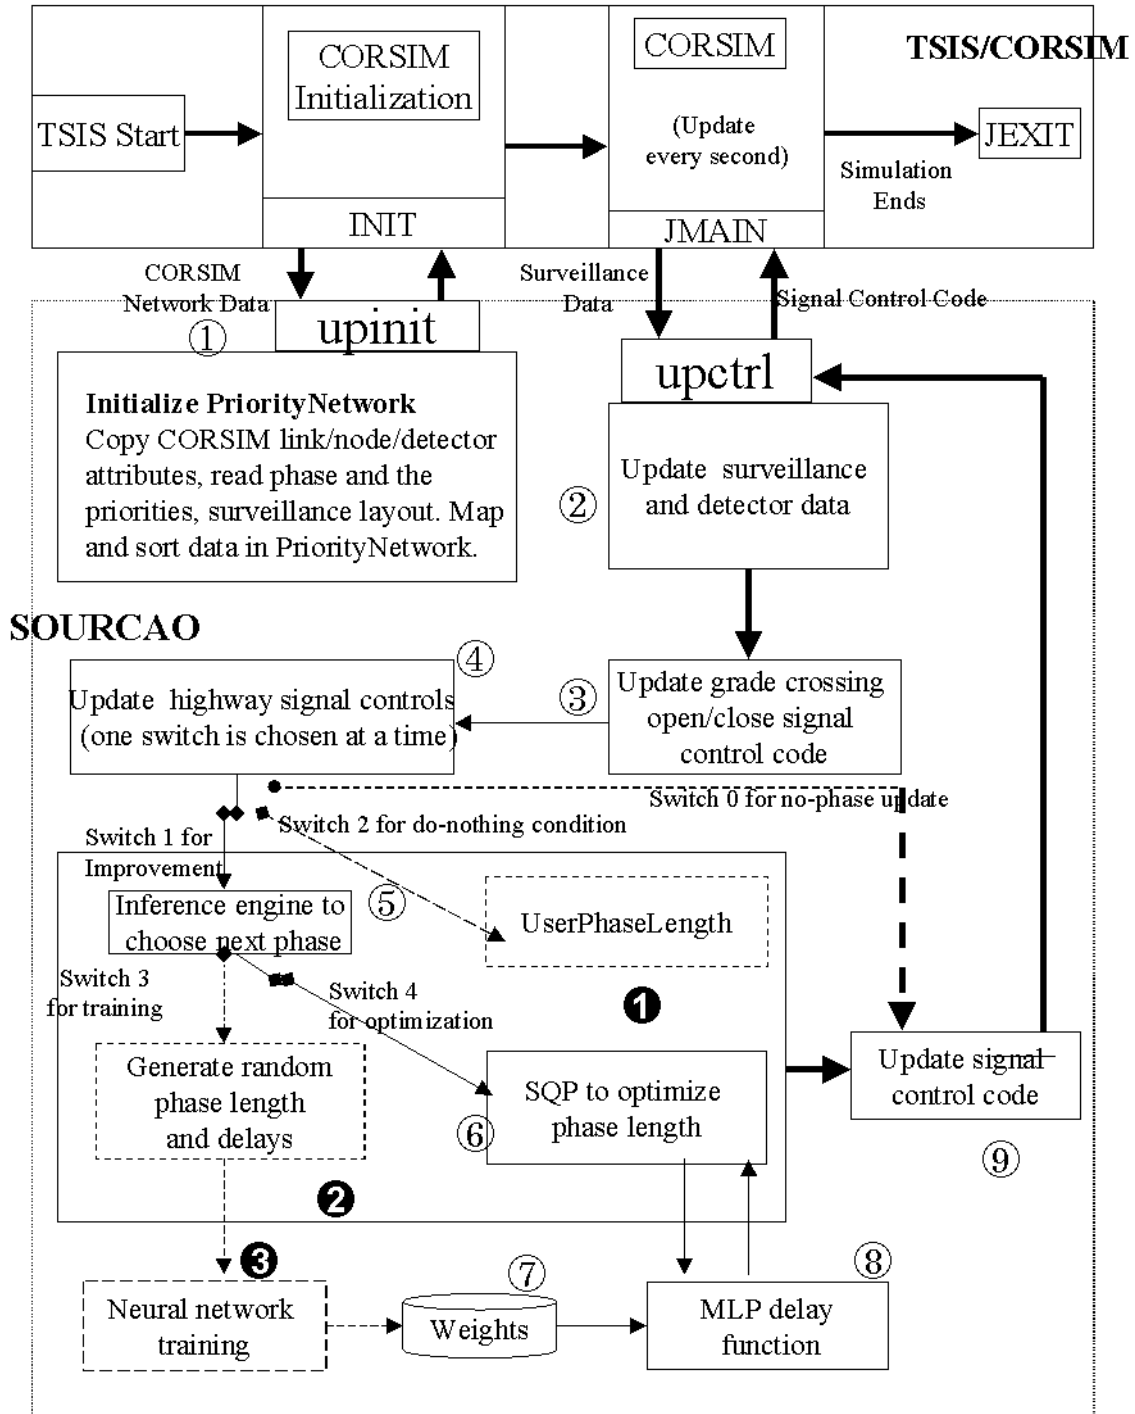 TSIS/CORSIM
TSIS Start
CORSIM
Initialization
INIT
CORSIM
(Update
every second)
JMAIN
JEXIT
Simulation
Ends
CORSIM
Network Data
Surveillance
Data
Signal Control Code
①
upinit
Initialize PriorityNetwork
Copy CORSIM link/node/detector
attributes, read phase and the
priorities, surveillance layout. Map
and sort data in PriorityNetwork.
upctrl
②
Update surveillance
and detector data
SOURCAO
③
Update grade crossing
open/close signal
control code
④
Update highway signal controls
(one switch is chosen at a time)
Switch 0 for no-phase update
Switch 2 for do-nothing condition
Switch 1 for
Improvement
⑤
Inference engine to
choose next phase
UserPhaseLength
Switch 3
for training
Switch 4
for optimization
❶
Generate random
phase length
and delays
⑥
SQP to optimize
phase length
Update signal
control code
⑨
❷
❸
Neural network
training
⑦
Weights
⑧
MLP delay
function